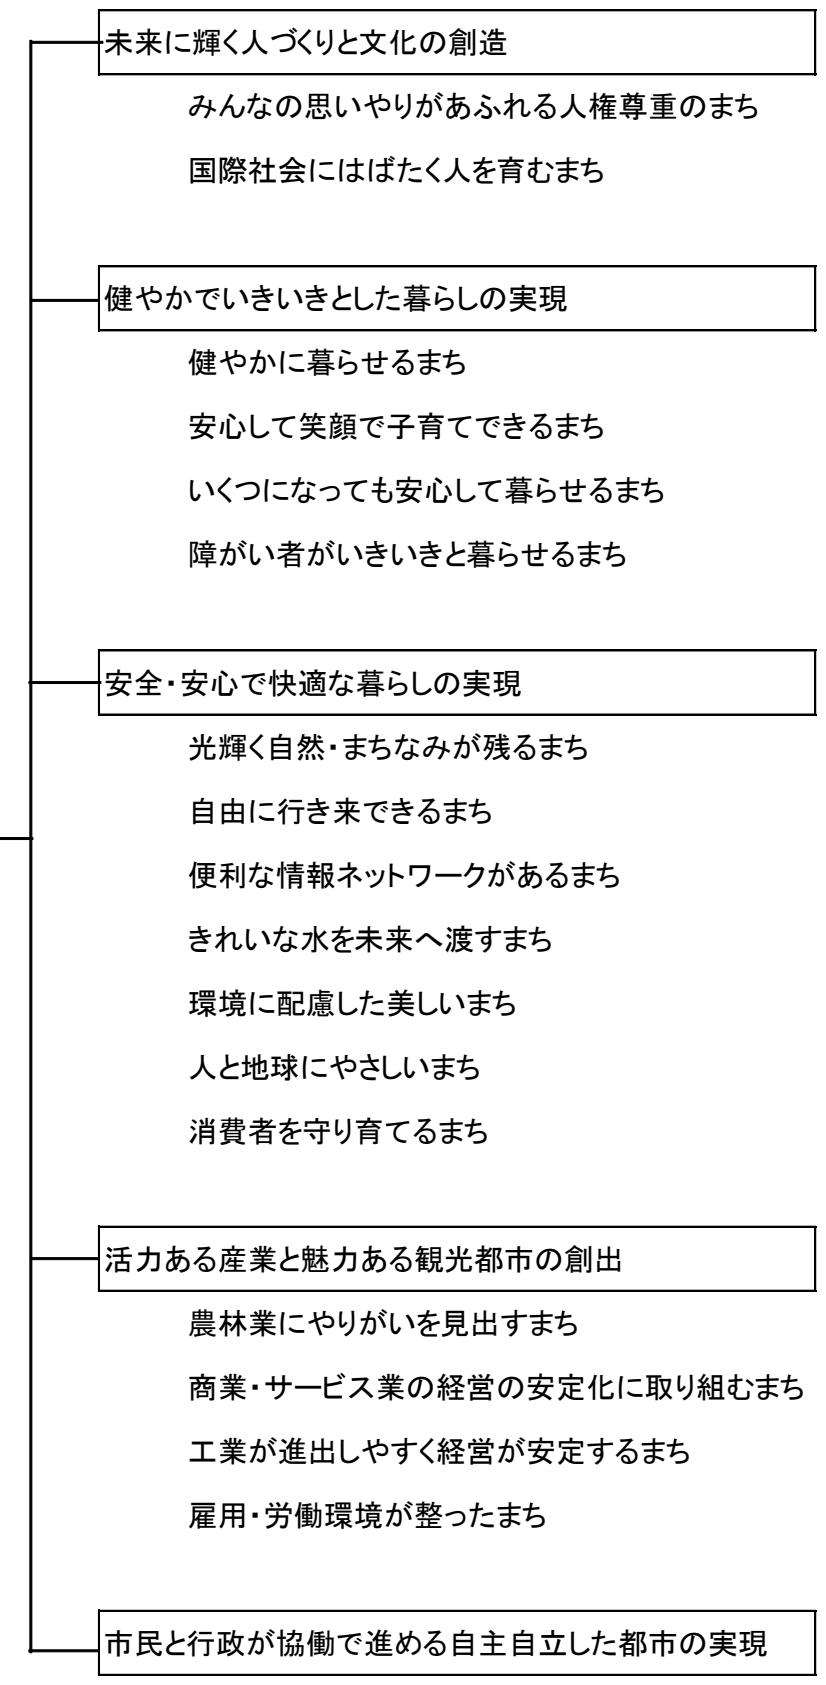 未来に輝く人づくりと文化の創造
みんなの思いやりがあふれる人権尊重のまち
国際社会にはばたく人を育むまち
健やかでいきいきとした暮らしの実現
健やかに暮らせるまち
安心して笑顔で子育てできるまち
いくつになっても安心して暮らせるまち
障がい者がいきいきと暮らせるまち
安全・安心で快適な暮らしの実現
光輝く自然・まちなみが残るまち
自由に行き来できるまち
便利な情報ネットワークがあるまち
きれいな水を未来へ渡すまち
環境に配慮した美しいまち
人と地球にやさしいまち
消費者を守り育てるまち
活力ある産業と魅力ある観光都市の創出
農林業にやりがいを見出すまち
商業・サービス業の経営の安定化に取り組むまち
工業が進出しやすく経営が安定するまち
雇用・労働環境が整ったまち
市民と行政が協働で進める自主自立した都市の実現